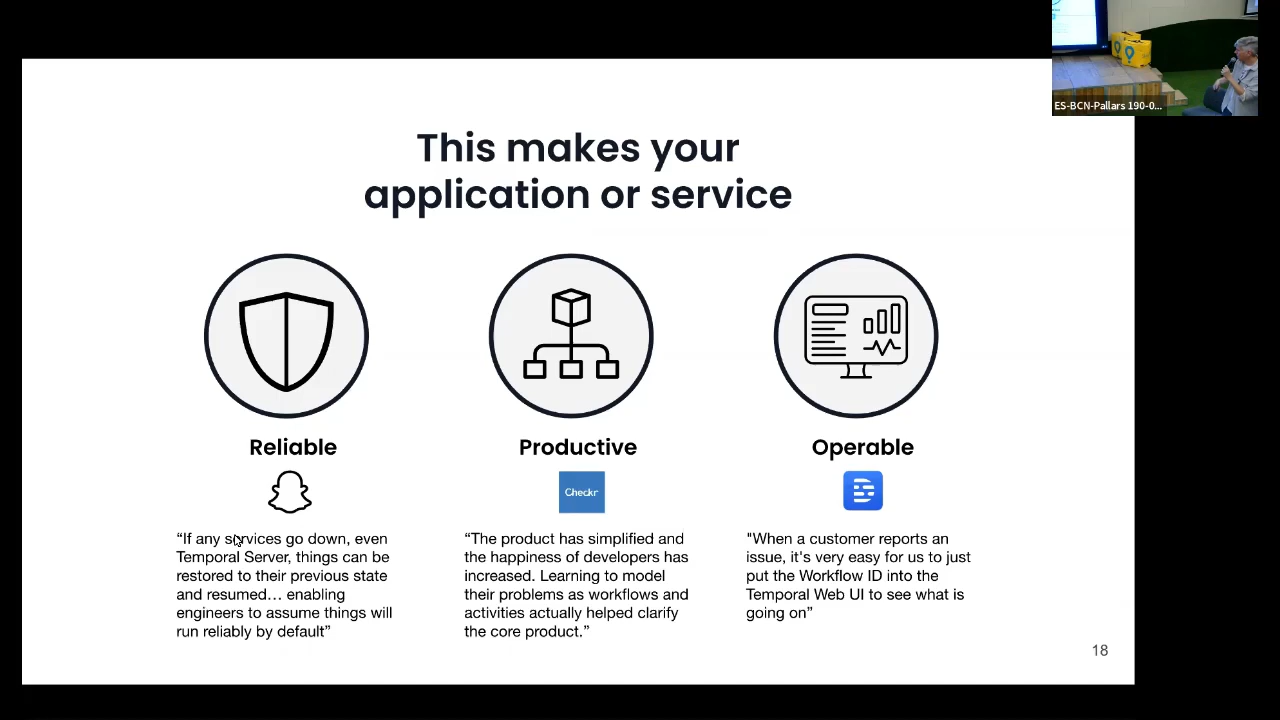 ES-BCN-Pallars 190-0...
This makes your
application or service
Reliable
Productive
Operable
Checkr
“If any services go down, even
Temporal Server, things can be
restored to their previous state
and resumed... enabling
engineers to assume things will
run reliably by default”
“The product has simplified and
the happiness of developers has
increased. Learning to model
their problems as workflows and
activities actually helped clarify
the core product.”
"When a customer reports an
issue, it's very easy for us to just
put the Workflow ID into the
Temporal Web UI to see what is
going on”
18